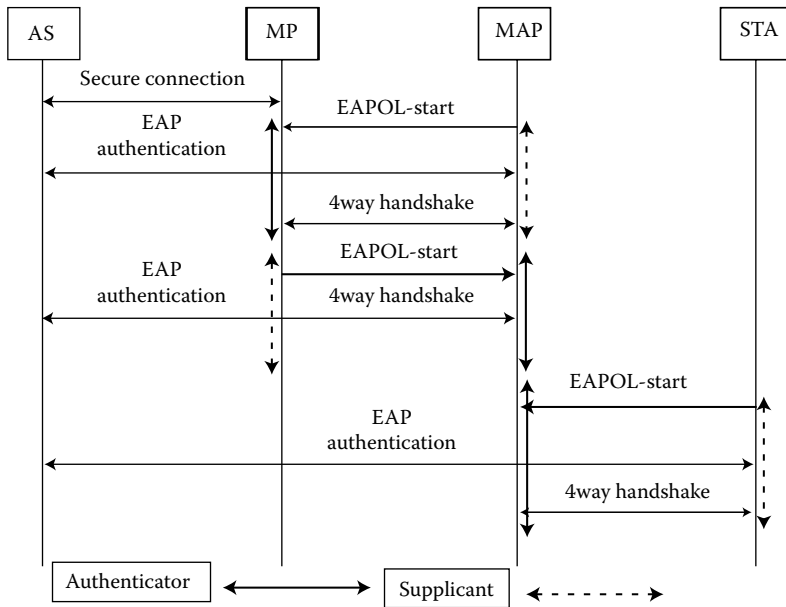 AS
MP
MAP
STA
Secure connection
EAPOL-start
EAP
authentication
4way handshake
EAPOL-start
EAP
authentication
4way handshake
EAPOL-start
EAP
authentication
4way handshake
Authenticator
Supplicant